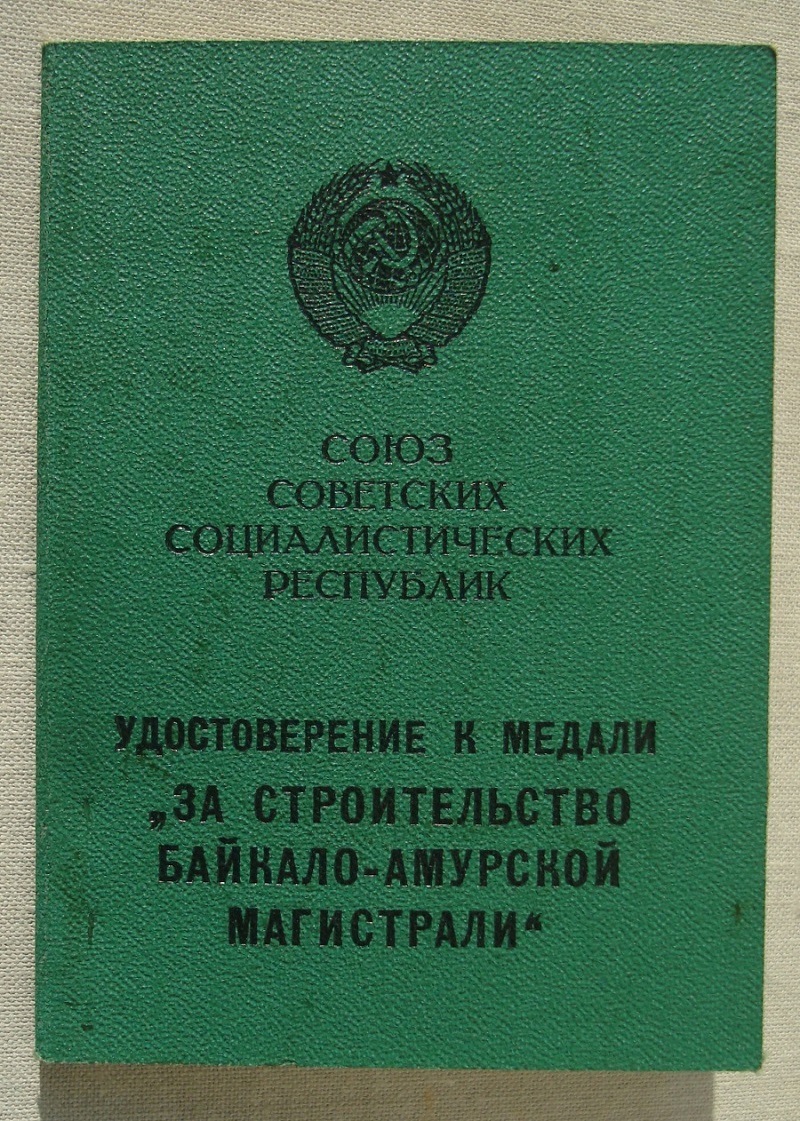 СОЮЗ
СОВЕТСКИХ
СОЦИАЛИСТИЧЕСКИХ
РЕСПУБЛИК
УДОСТОВЕРЕНИЕ К МЕДАЛИ
„ЗА СТРОИТЕЛЬСТВО
БАЙКАЛО-АМУРСКОЙ
МАГИСТРАЛИ“